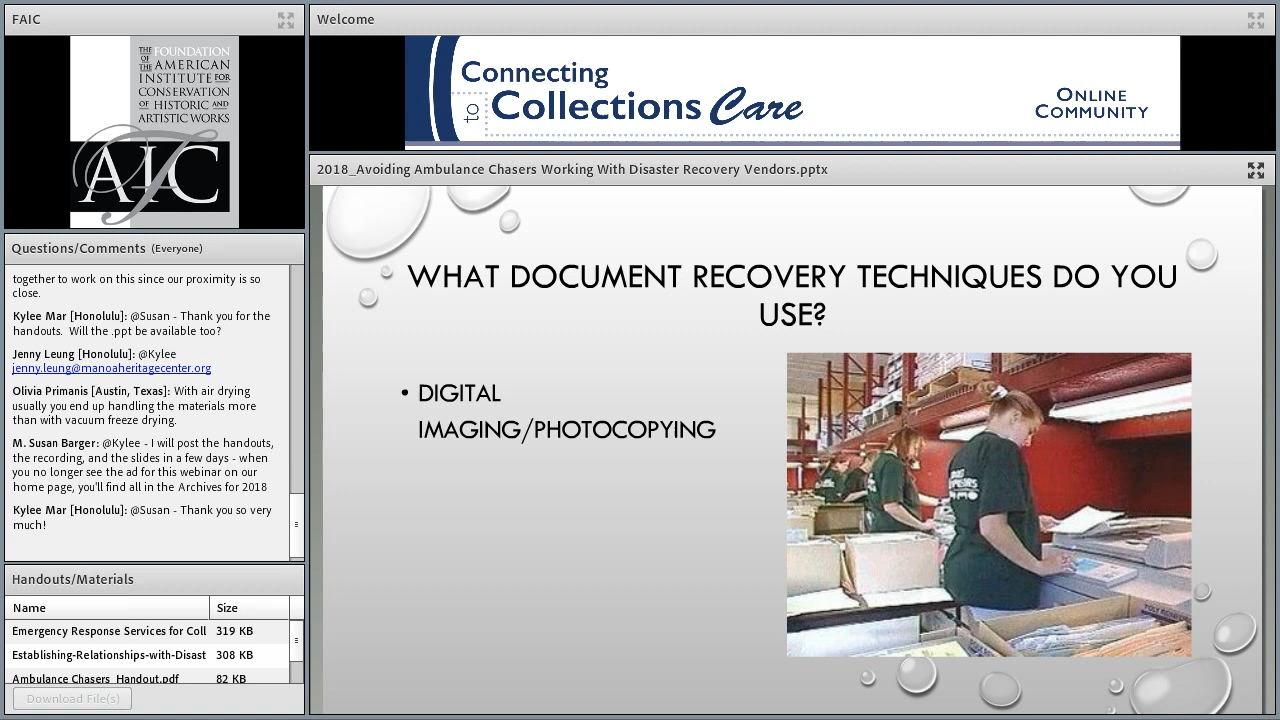 FAIC
THE FOUNDATION
OF THE AMERICAN
INSTITUTE FOR
CONSERVATION
OF HISTORIC AND
ARTISTIC WORKS
AIC
Questions/Comments (Everyone)
together to work on this since our proximity is so
close.
Kylee Mar [Honolulu]: @Susan - Thank you for the
handouts. Will the .ppt be available too?
Jenny Leung [Honolulu]: @Kylee
jenny.leung@manoaheritagecenter.org
Olivia Primanis [Austin, Texas]: With air drying
usually you end up handling the materials more
than with vacuum freeze drying.
M. Susan Barger: @Kylee - I will post the handouts,
the recording, and the slides in a few days - when
you no longer see the ad for this webinar on our
home page, you'll find all in the Archives for 2018
Kylee Mar [Honolulu]: @Susan - Thank you so very
much!
Handouts/Materials
Name Size
Emergency Response Services for Coll 319 KB
Establishing-Relationships-with-Disast 308 KB
Ambulance Chasers_Handout.pdf 82 KB
Download File(s)
Welcome
Connecting
to Collections Care
ONLINE
COMMUNITY
2018_Avoiding Ambulance Chasers Working With Disaster Recovery Vendors.pptx
WHAT DOCUMENT RECOVERY TECHNIQUES DO YOU
USE?
• DIGITAL
IMAGING/PHOTOCOPYING